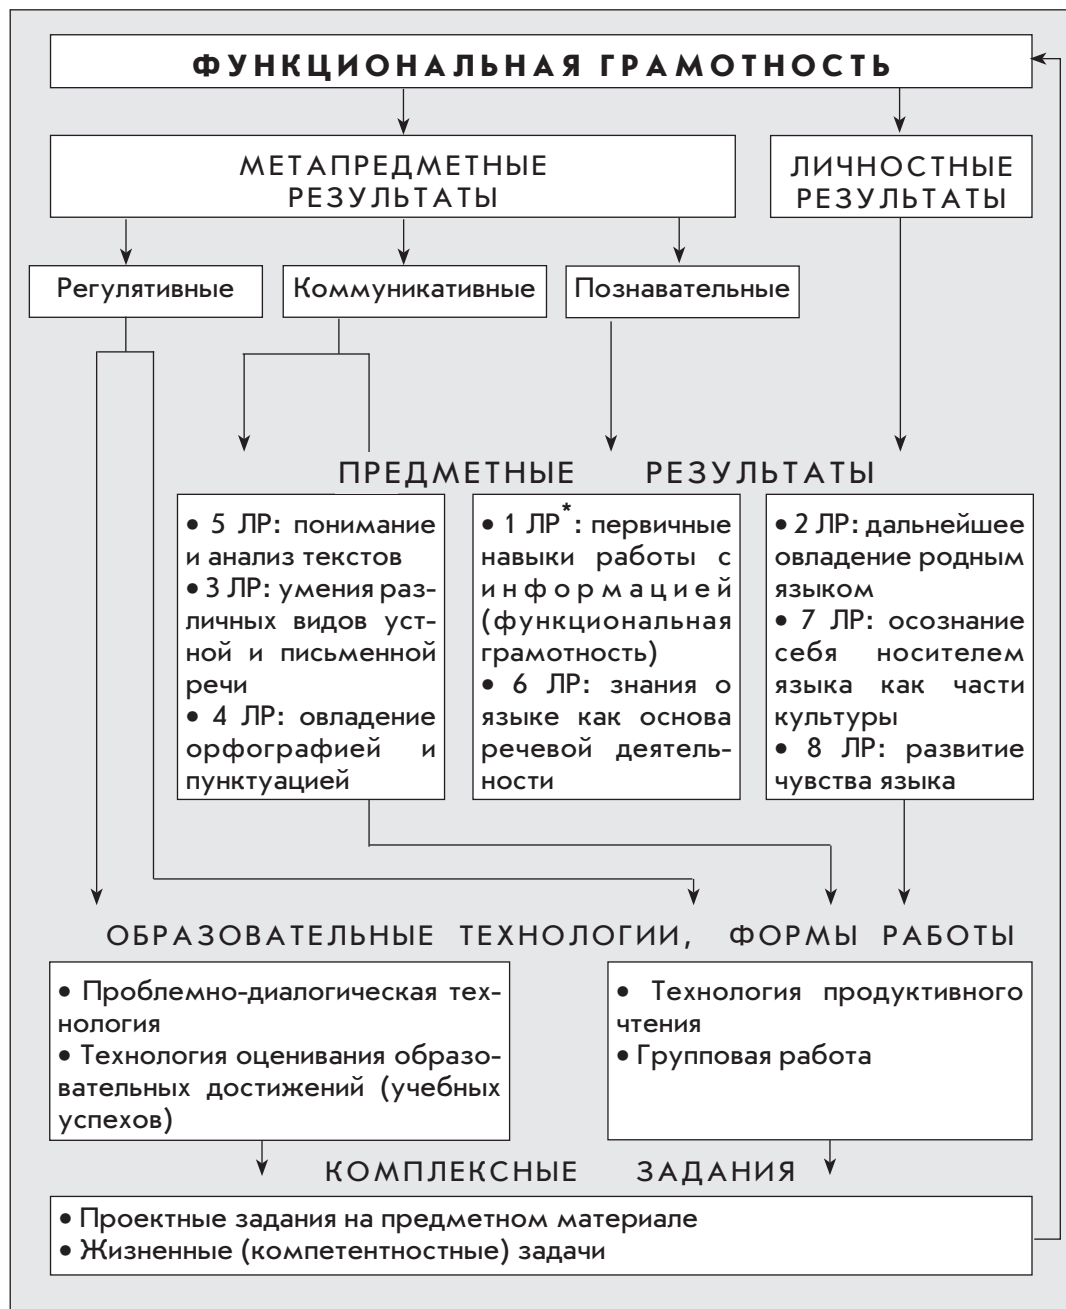 ФУНКЦИОНАЛЬНАЯ ГРАМОТНОСТЬ
МЕТАПРЕДМЕТНЫЕ
РЕЗУЛЬТАТЫ
ЛИЧНОСТНЫЕ
РЕЗУЛЬТАТЫ
Регулятивные
Коммуникативные
Познавательные
ПРЕДМЕТНЫЕ РЕЗУЛЬТАТЫ
• 5 ЛР: понимание
и анализ текстов
• 3 ЛР: умения раз-
личных видов уст-
ной и письменной
речи
• 4 ЛР: овладение
орфографией и
пунктуацией
• 1 ЛР*: первичные
навыки работы с
информацией
(функциональная
грамотность)
• 6 ЛР: знания о
языке как основа
речевой деятель-
ности
• 2 ЛР: дальнейшее
овладение родным
языком
• 7 ЛР: осознание
себя носителем
языка как части
культуры
• 8 ЛР: развитие
чувства языка
ОБРАЗОВАТЕЛЬНЫЕ ТЕХНОЛОГИИ, ФОРМЫ РАБОТЫ
• Проблемно-диалогическая тех-
нология
• Технология оценивания образо-
вательных достижений (учебных
успехов)
• Технология продуктивного
чтения
• Групповая работа
КОМПЛЕКСНЫЕ ЗАДАНИЯ
• Проектные задания на предметном материале
• Жизненные (компетентностные) задачи